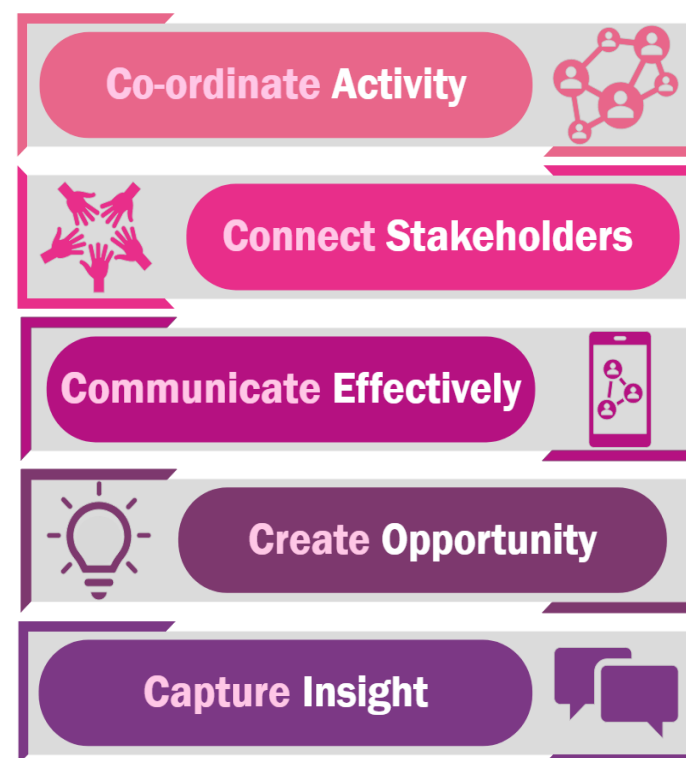 Co-ordinate Activity
Connect Stakeholders
Communicate Effectively
Create Opportunity
Capture Insight